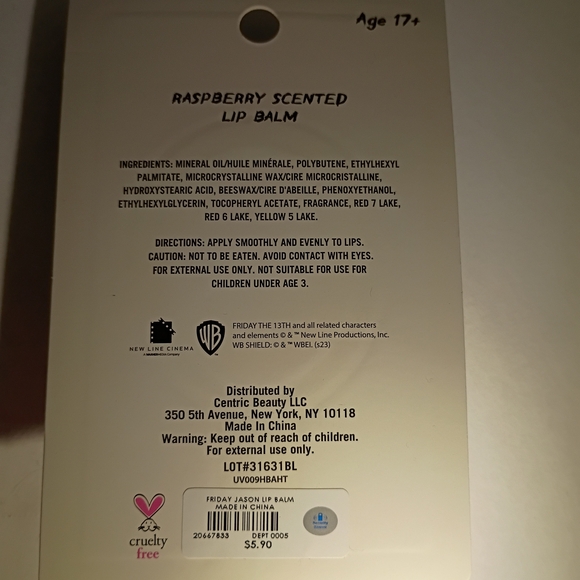 Age 17+
RASPBERRY SCENTED
LIP BALM
INGREDIENTS: MINERAL OIL/HUILE MINÉRALE, POLYBUTENE, ETHYLHEXYL
PALMITATE, MICROCRYSTALLINE WAX/CIRE MICROCRISTALLINE,
HYDROXYSTEARIC ACID, BEESWAX/CIRE D'ABEILLE, PHENOXYETHANOL,
ETHYLHEXYLGLYCERIN, TOCOPHERYL ACETATE, FRAGRANCE, RED 7 LAKE,
RED 6 LAKE, YELLOW 5 LAKE.
DIRECTIONS: APPLY SMOOTHLY AND EVENLY TO LIPS.
CAUTION: NOT TO BE EATEN. AVOID CONTACT WITH EYES.
FOR EXTERNAL USE ONLY. NOT SUITABLE FOR USE FOR
CHILDREN UNDER AGE 3.
NEW LINE CINEMA
WB
FRIDAY THE 13TH and all related characters
and elements © & ™ New Line Productions, Inc.
WB SHIELD: © & ™ WBEI. (s23)
Distributed by
Centric Beauty LLC
350 5th Avenue, New York, NY 10118
Made In China
Warning: Keep out of reach of children.
For external use only.
LOT#31631BL
UV009HBAHT
cruelty
free
FRIDAY JASON LIP BALM
MADE IN CHINA
20667833 DEPT 0005
$5.90